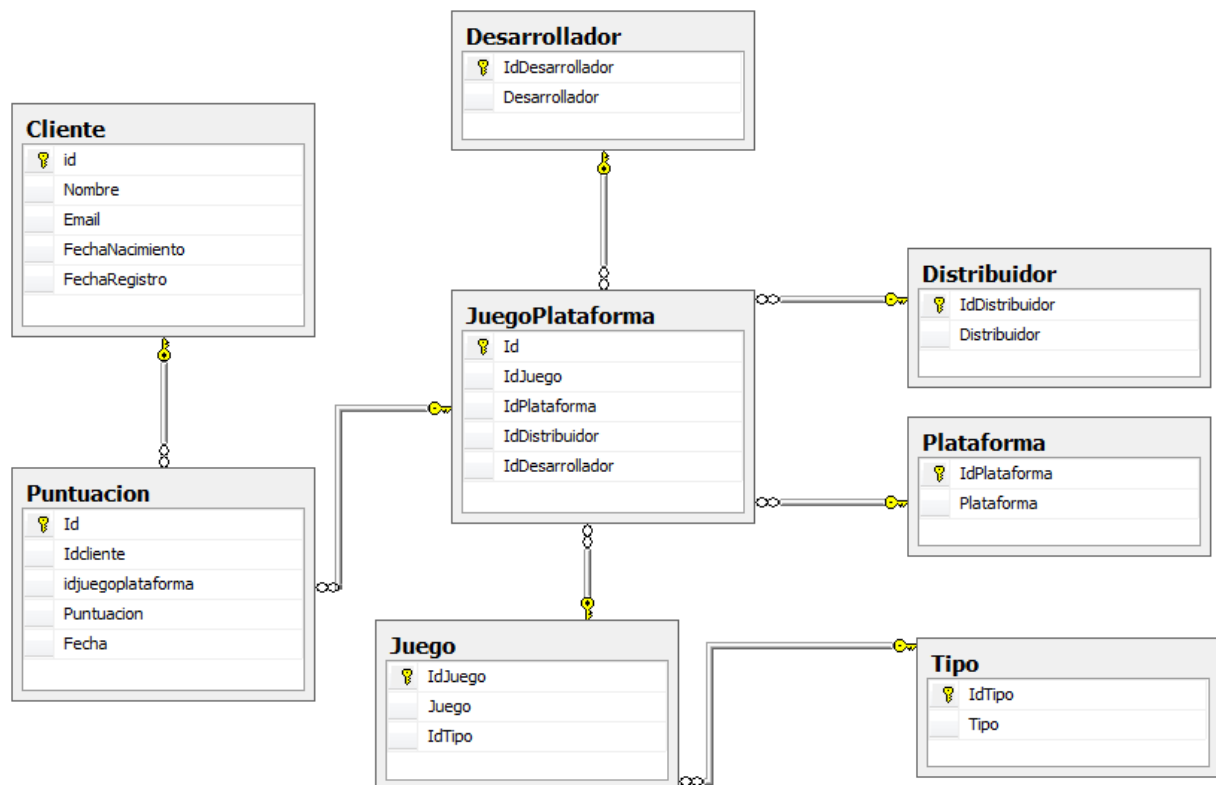 Desarrollador
IdDesarrollador
Desarrollador
Cliente
id
Nombre
Email
FechaNacimiento
FechaRegistro
Distribuidor
IdDistribuidor
Distribuidor
JuegoPlataforma
Id
IdJuego
IdPlataforma
IdDistribuidor
IdDesarrollador
Plataforma
IdPlataforma
Plataforma
Puntuacion
Id
Idcliente
idjuegoplataforma
Puntuacion
Fecha
Juego
IdJuego
Juego
IdTipo
Tipo
IdTipo
Tipo